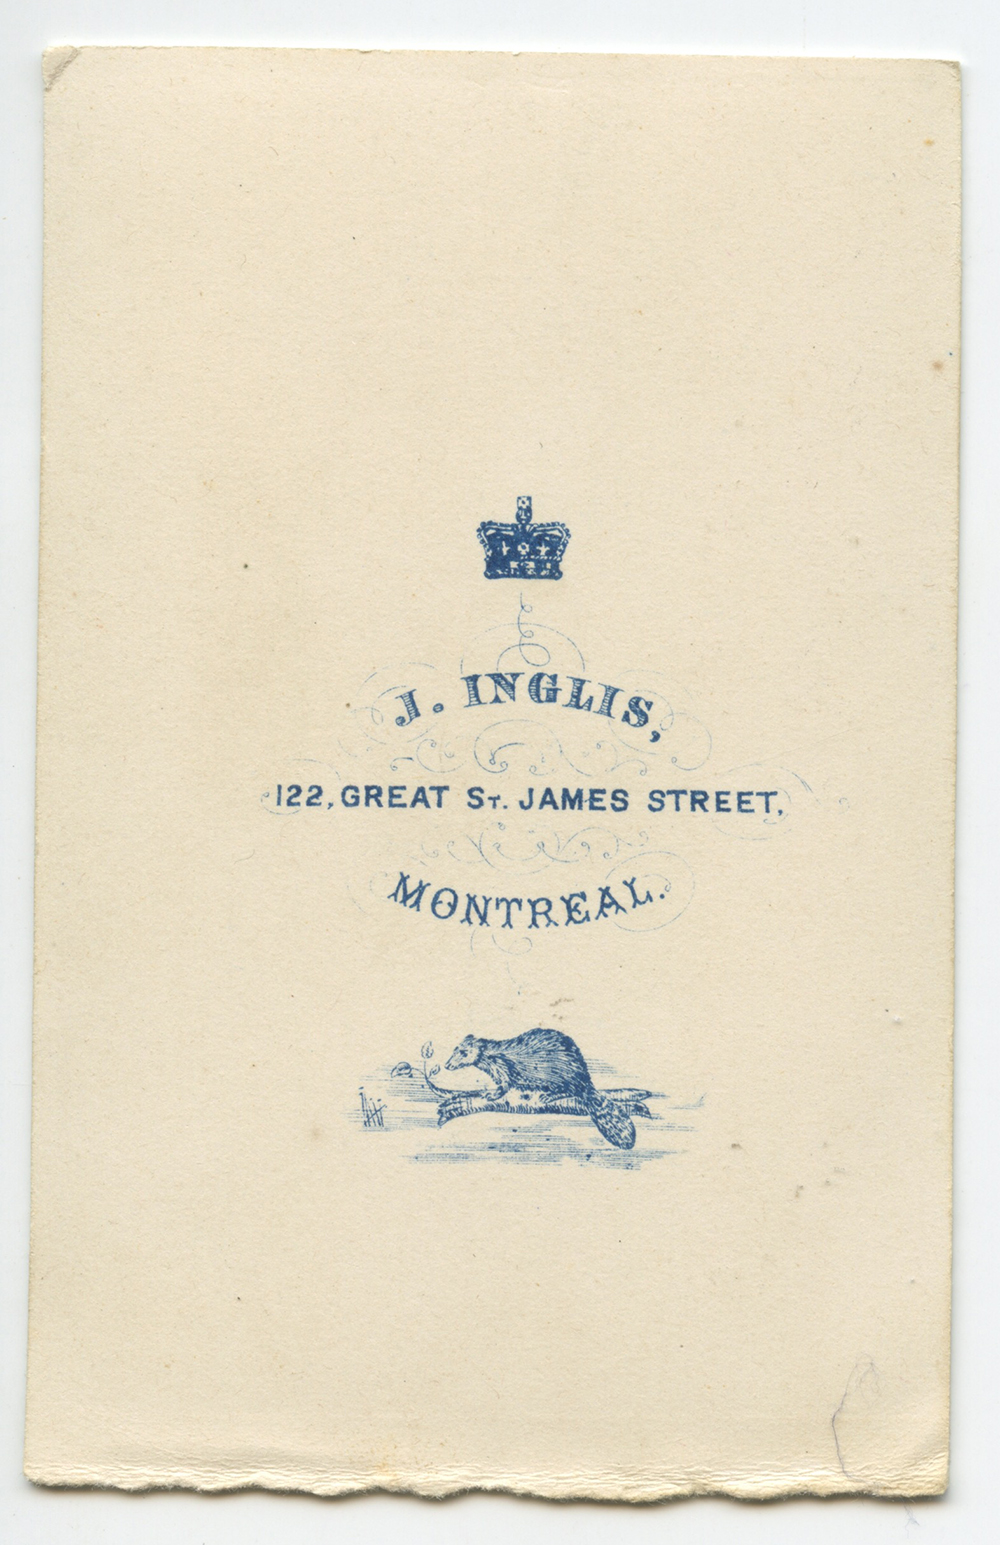 J. INGLIS,
122, GREAT ST. JAMES STREET,
MONTREAL.